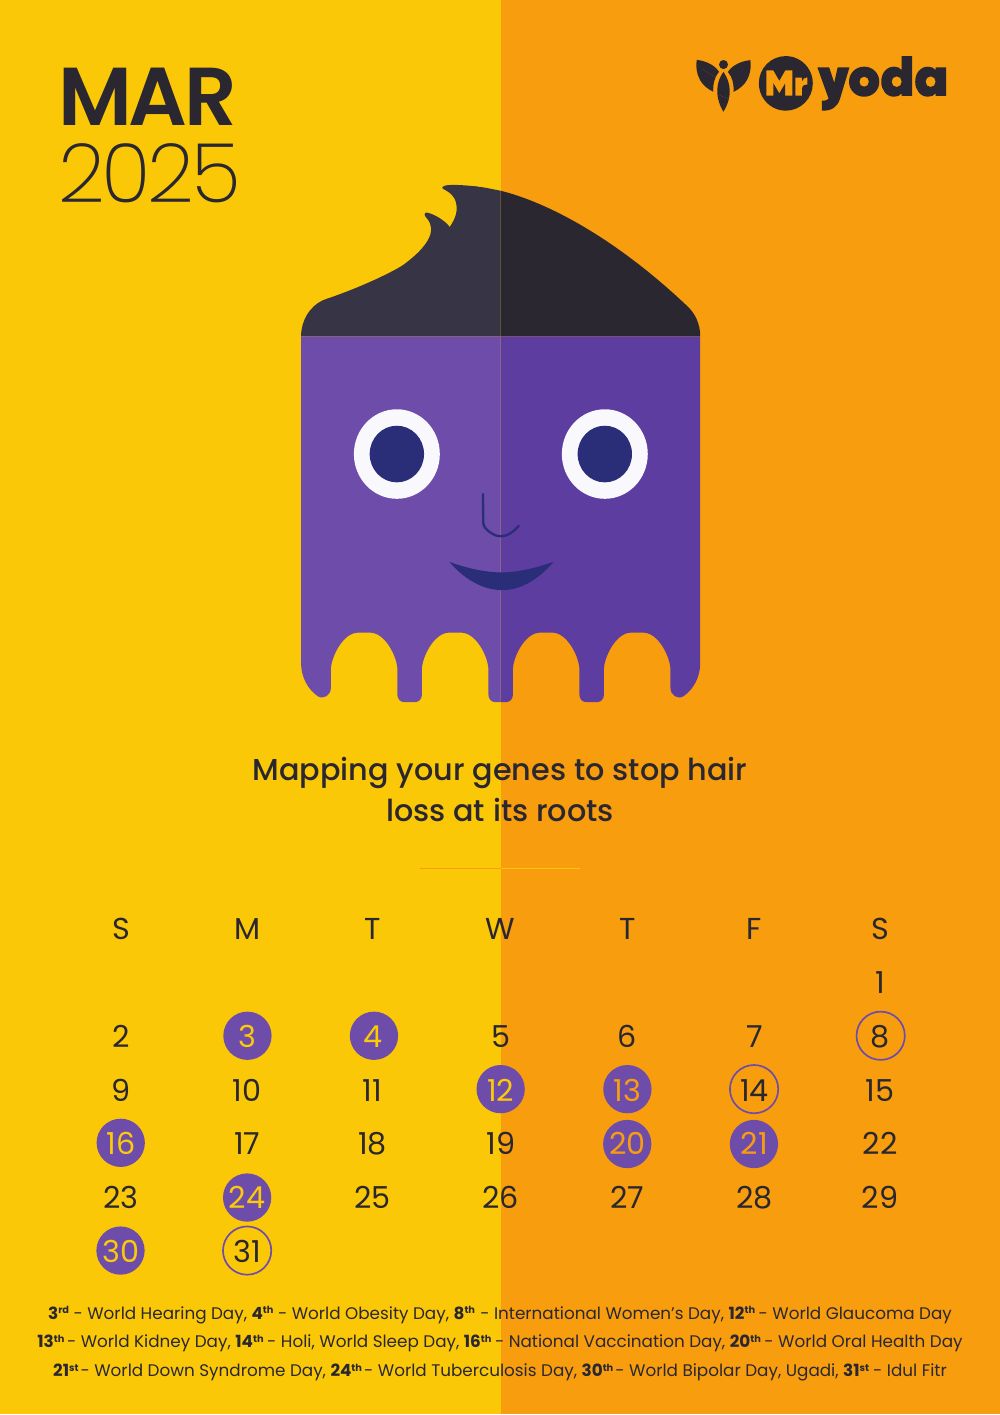 MAR
2025
Mr yoda
Mapping your genes to stop hair
loss at its roots
S M T W T F S
1
2 3 4 5 6 7 8
9 10 11 12 13 14 15
16 17 18 19 20 21 22
23 24 25 26 27 28 29
30 31
3rd - World Hearing Day, 4th - World Obesity Day, 8th - International Women's Day, 12th - World Glaucoma Day
13th - World Kidney Day, 14th - Holi, World Sleep Day, 16th - National Vaccination Day, 20th - World Oral Health Day
21st - World Down Syndrome Day, 24th - World Tuberculosis Day, 30th - World Bipolar Day, Ugadi, 31st - Idul Fitr